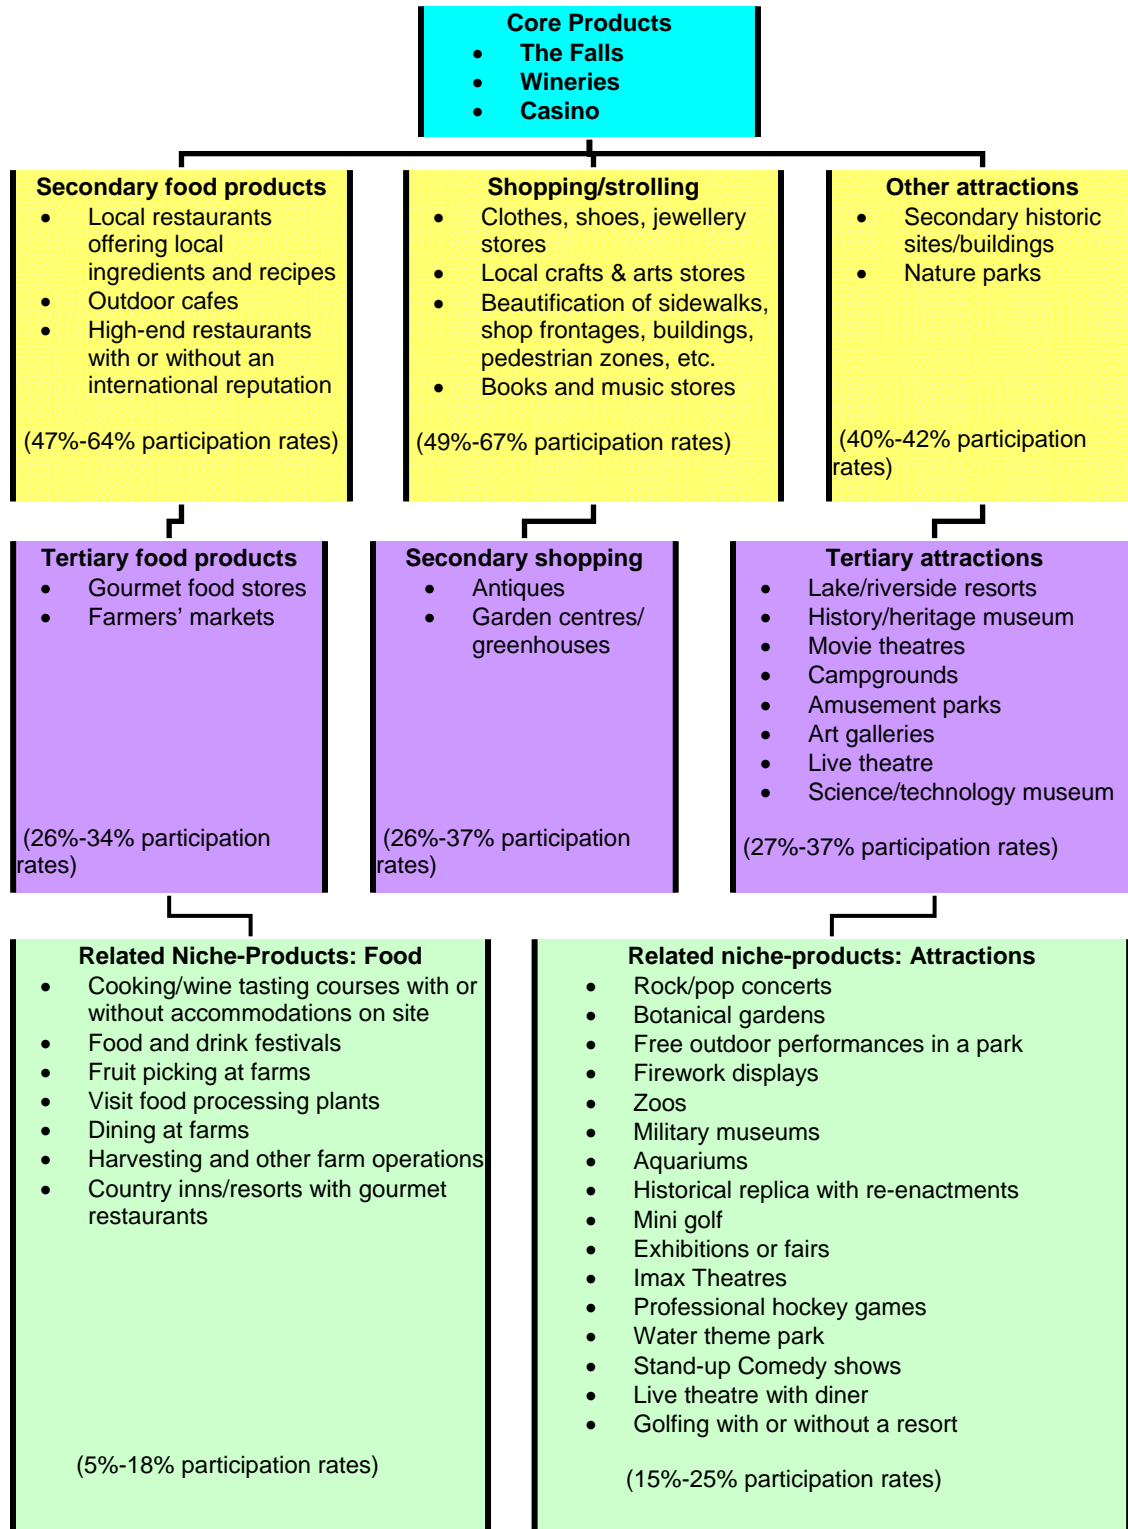 Core Products
• The Falls
• Wineries
• Casino
Secondary food products
• Local restaurants
offering local
ingredients and recipes
• Outdoor cafes
• High-end restaurants
with or without an
international reputation
(47%-64% participation rates)
Shopping/strolling
• Clothes, shoes, jewellery
stores
• Local crafts & arts stores
• Beautification of sidewalks,
shop frontages, buildings,
pedestrian zones, etc.
• Books and music stores
(49%-67% participation rates)
Other attractions
• Secondary historic
sites/buildings
• Nature parks
(40%-42% participation
rates)
Tertiary food products
• Gourmet food stores
• Farmers’ markets
(26%-34% participation
rates)
Secondary shopping
• Antiques
• Garden centres/
greenhouses
(26%-37% participation
rates)
Tertiary attractions
• Lake/riverside resorts
• History/heritage museum
• Movie theatres
• Campgrounds
• Amusement parks
• Art galleries
• Live theatre
• Science/technology museum
(27%-37% participation rates)
Related Niche-Products: Food
• Cooking/wine tasting courses with or
without accommodations on site
• Food and drink festivals
• Fruit picking at farms
• Visit food processing plants
• Dining at farms
• Harvesting and other farm operations
• Country inns/resorts with gourmet
restaurants
(5%-18% participation rates)
Related niche-products: Attractions
• Rock/pop concerts
• Botanical gardens
• Free outdoor performances in a park
• Firework displays
• Zoos
• Military museums
• Aquariums
• Historical replica with re-enactments
• Mini golf
• Exhibitions or fairs
• Imax Theatres
• Professional hockey games
• Water theme park
• Stand-up Comedy shows
• Live theatre with diner
• Golfing with or without a resort
(15%-25% participation rates)